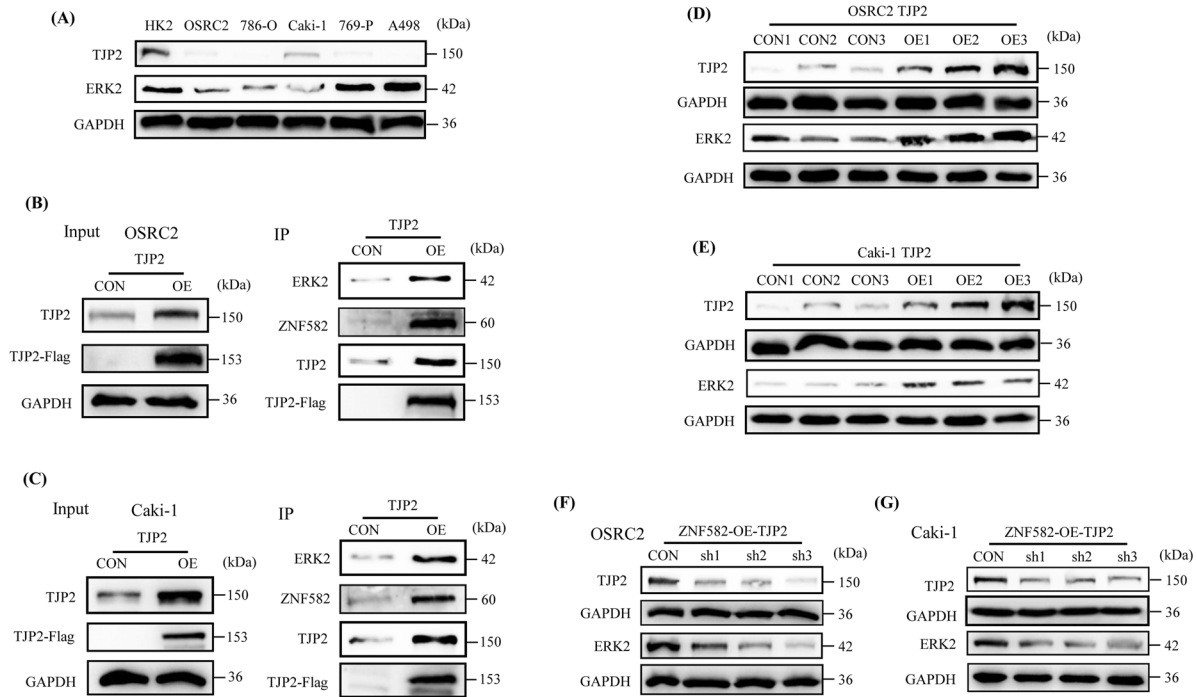 (A)
HK2 OSRC2 786-O Caki-1 769-P A498 (kDa)
TJP2 150
ERK2 42
GAPDH 36
(B)
Input OSRC2
TJP2
CON OE (kDa)
TJP2 150
TJP2-Flag 153
GAPDH 36
IP
TJP2
CON OE (kDa)
ERK2 42
ZNF582 60
TJP2 150
TJP2-Flag 153
(C)
Input Caki-1
TJP2
CON OE (kDa)
TJP2 150
TJP2-Flag 153
GAPDH 36
IP
TJP2
CON OE (kDa)
ERK2 42
ZNF582 60
TJP2 150
TJP2-Flag 153
(D)
OSRC2 TJP2
CON1 CON2 CON3 OE1 OE2 OE3 (kDa)
TJP2 150
GAPDH 36
ERK2 42
GAPDH 36
(E)
Caki-1 TJP2
CON1 CON2 CON3 OE1 OE2 OE3 (kDa)
TJP2 150
GAPDH 36
ERK2 42
GAPDH 36
(F)
OSRC2 ZNF582-OE-TJP2
CON sh1 sh2 sh3 (kDa)
TJP2 150
GAPDH 36
ERK2 42
GAPDH 36
(G)
Caki-1 ZNF582-OE-TJP2
CON sh1 sh2 sh3 (kDa)
TJP2 150
GAPDH 36
ERK2 42
GAPDH 36